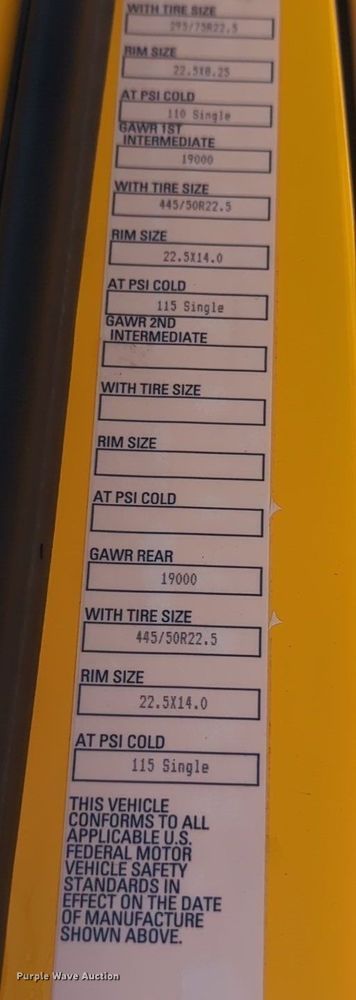 WITH TIRE SIZE
295/75R22.5
RIM SIZE
22.5X8.25
AT PSI COLD
110 Single
GAWR 1ST
INTERMEDIATE
19000
WITH TIRE SIZE
445/50R22.5
RIM SIZE
22.5X14.0
AT PSI COLD
115 Single
GAWR 2ND
INTERMEDIATE
WITH TIRE SIZE
RIM SIZE
AT PSI COLD
GAWR REAR
19000
WITH TIRE SIZE
445/50R22.5
RIM SIZE
22.5X14.0
AT PSI COLD
115 Single
THIS VEHICLE
CONFORMS TO ALL
APPLICABLE U.S.
FEDERAL MOTOR
VEHICLE SAFETY
STANDARDS IN
EFFECT ON THE DATE
OF MANUFACTURE
SHOWN ABOVE.
Purple Wave Auction